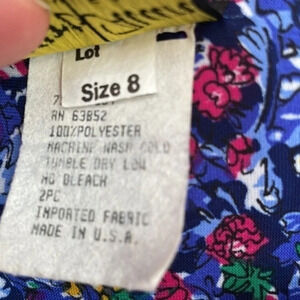 Lot
Size 8
RN 63852
100%POLYESTER
MACHINE WASH COLD
TUMBLE DRY LOW
NO BLEACH
2PC
IMPORTED FABRIC
MADE IN U.S.A.